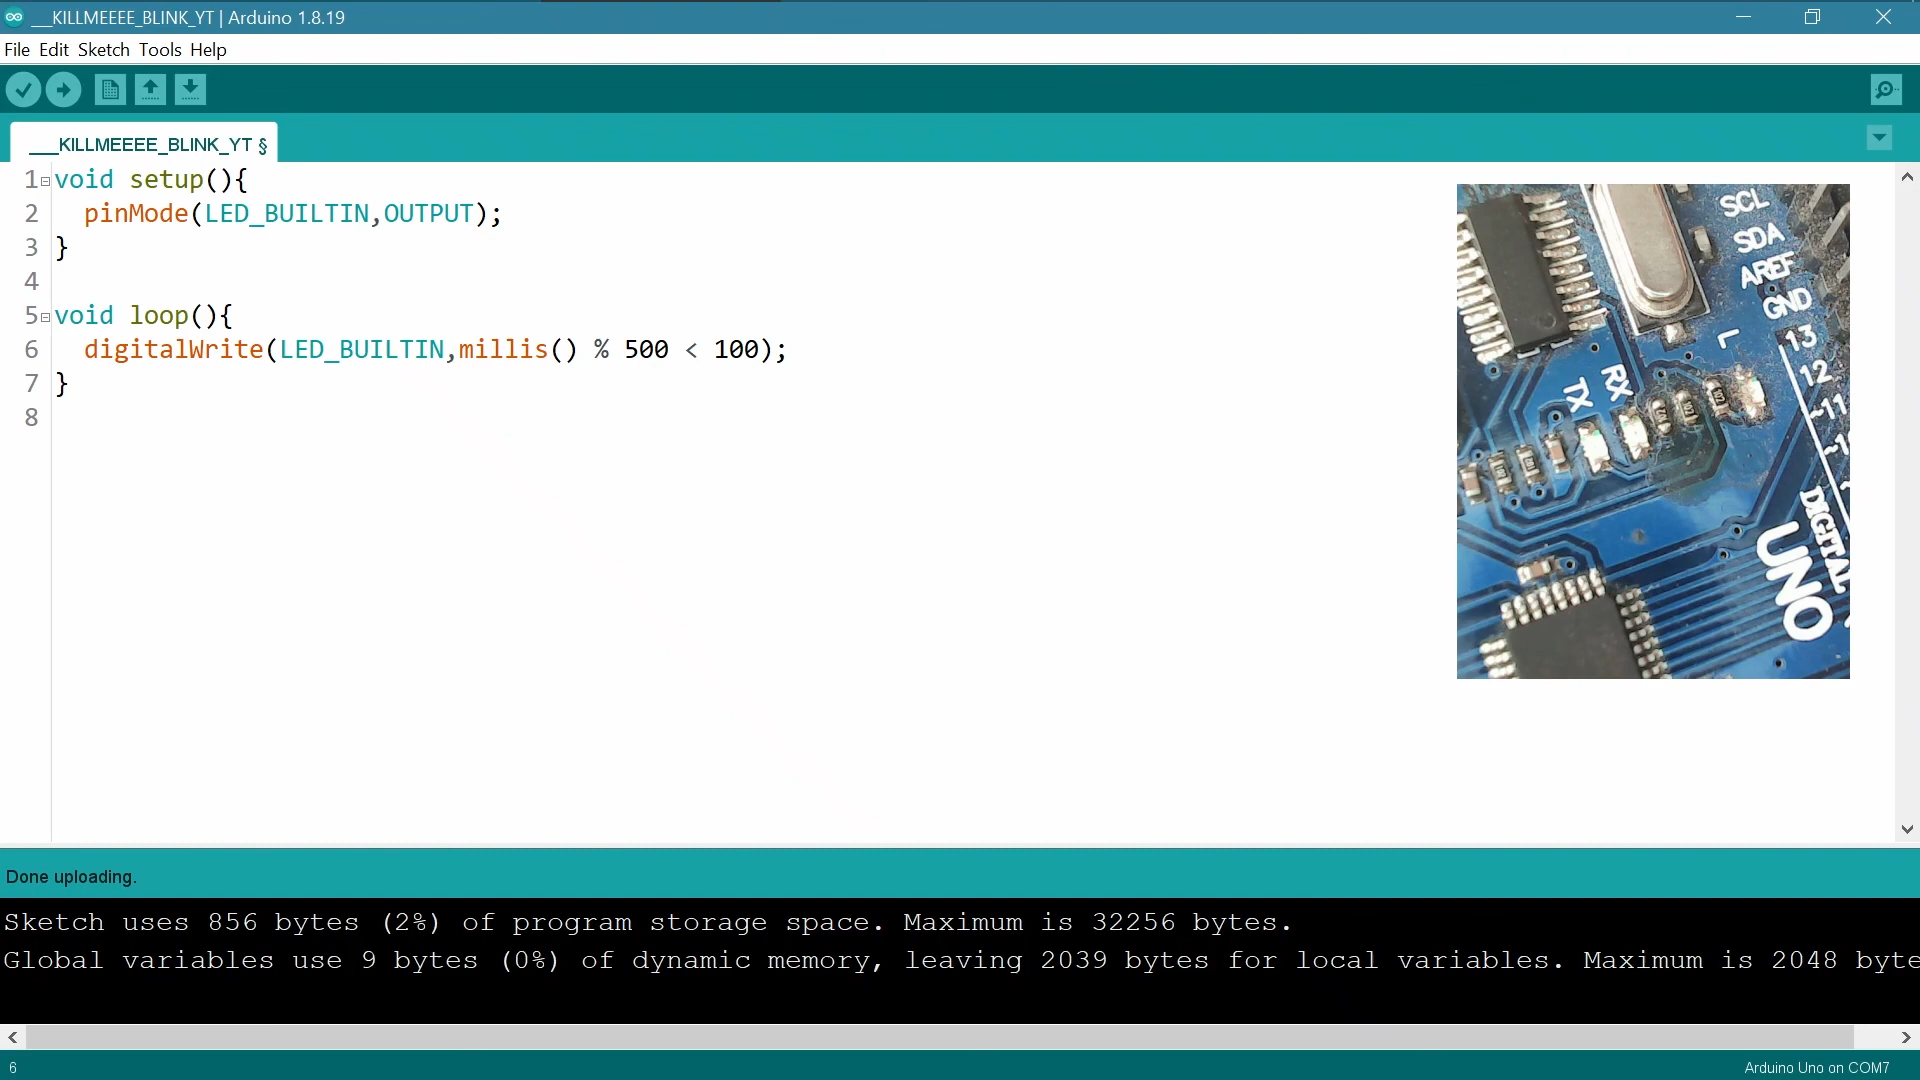 ___KILLMEEEE_BLINK_YT | Arduino 1.8.19
File Edit Sketch Tools Help
___KILLMEEEE_BLINK_YT §
1 void setup(){
2 pinMode(LED_BUILTIN,OUTPUT);
3 }
4
5 void loop(){
6 digitalWrite(LED_BUILTIN,millis() % 500 < 100);
7 }
8
SCL
SDA
AREF
GND
13
12
~11
L
RX
TX
DIGITAL
UNO
Done uploading.
Sketch uses 856 bytes (2%) of program storage space. Maximum is 32256 bytes.
Global variables use 9 bytes (0%) of dynamic memory, leaving 2039 bytes for local variables. Maximum is 2048 byte
6
Arduino Uno on COM7